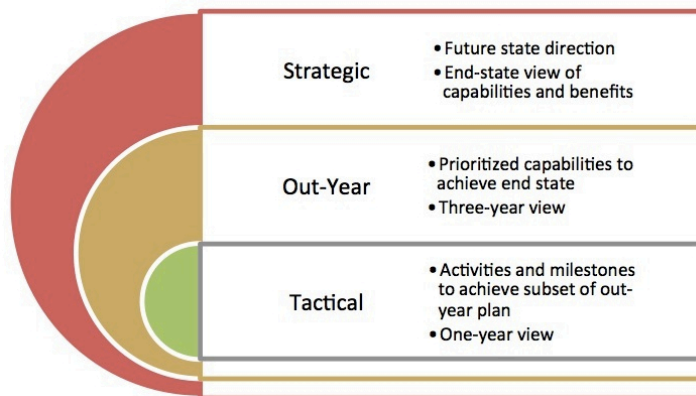 Strategic
• Future state direction
• End-state view of
capabilities and benefits
Out-Year
• Prioritized capabilities to
achieve end state
• Three-year view
Tactical
• Activities and milestones
to achieve subset of out-
year plan
• One-year view